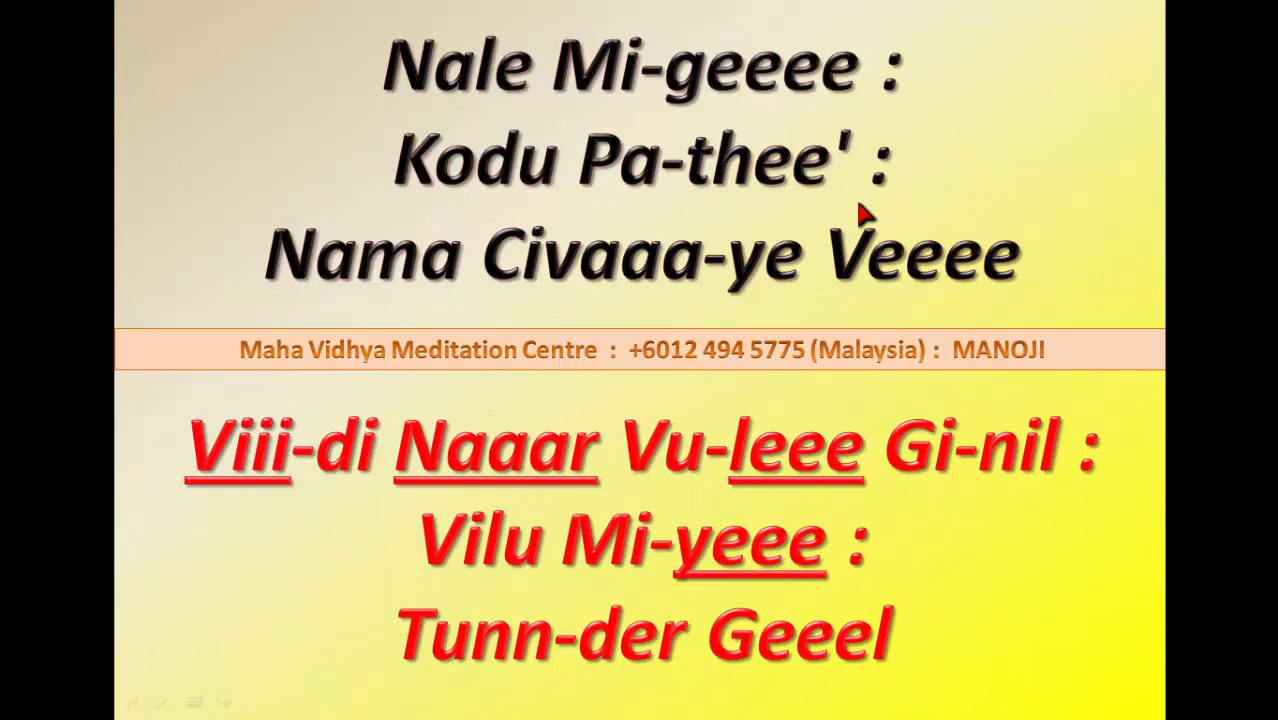 Nale Mi-geeee :
Kodu Pa-thee' :
Nama Civaaa-ye Veeee
Maha Vidhya Meditation Centre : +6012 494 5775 (Malaysia) : MANOJI
Viii-di Naaar Vu-leee Gi-nil :
Vilu Mi-yeee :
Tunn-der Geeel